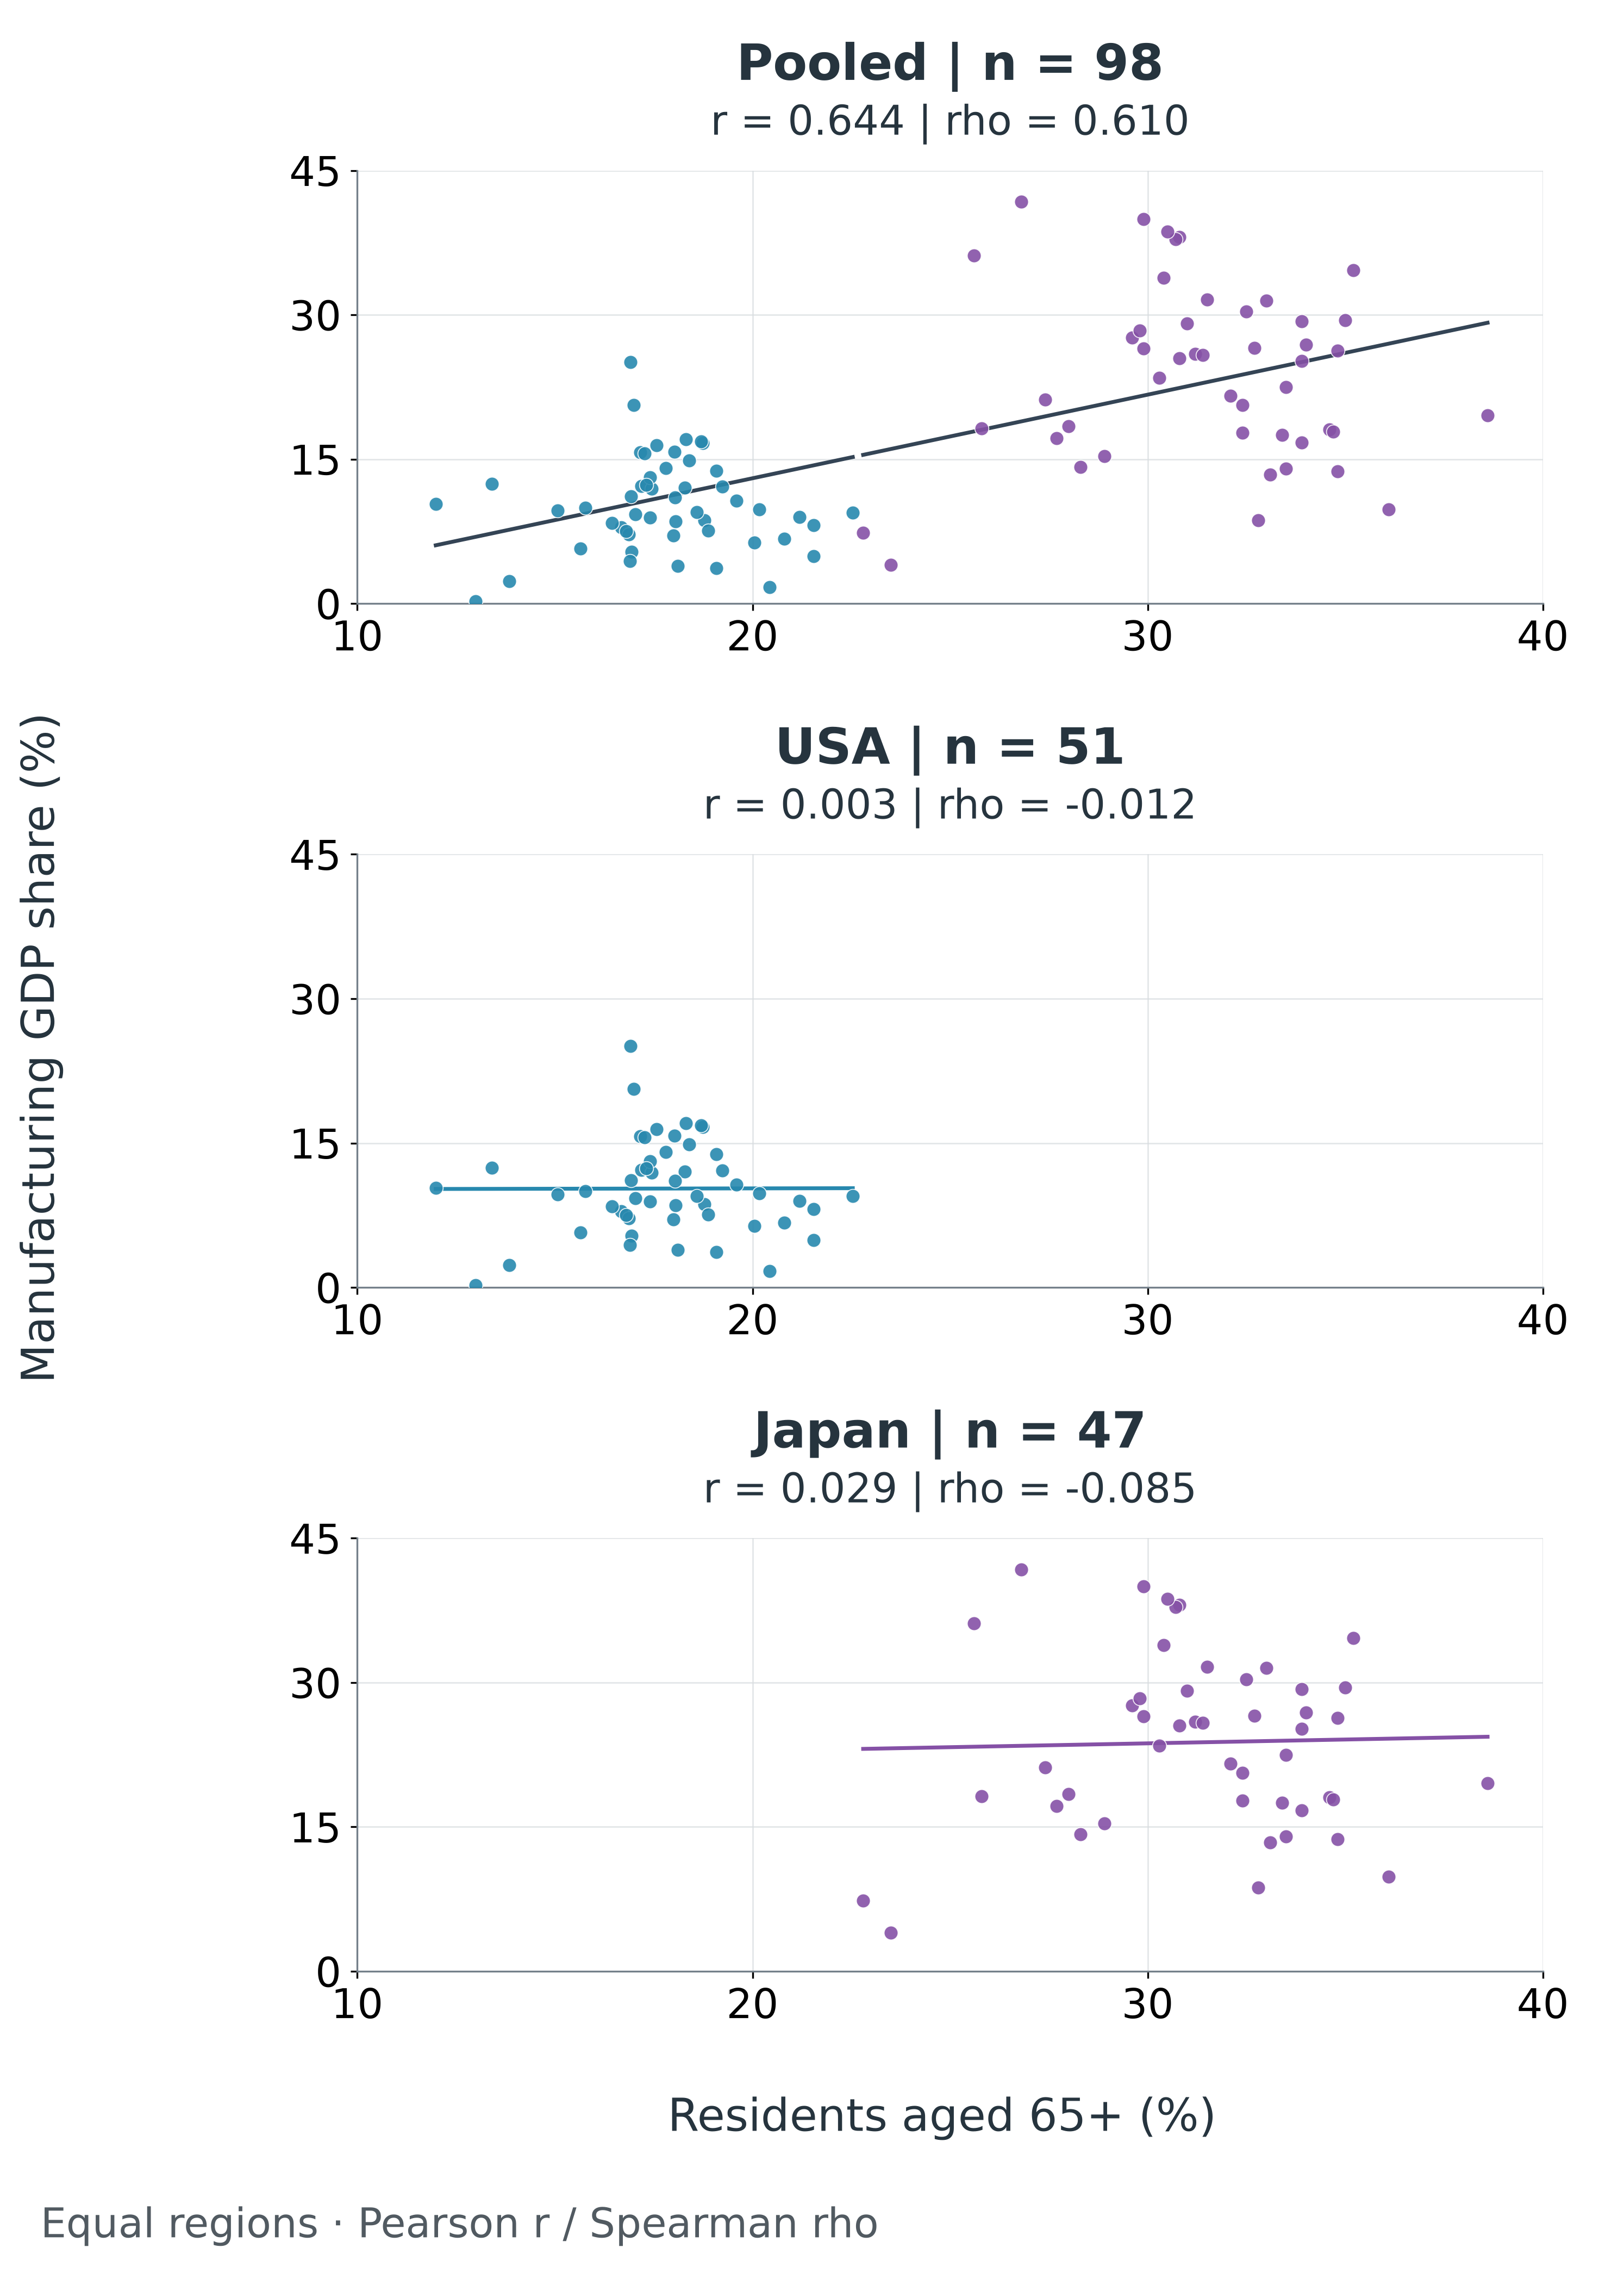 Pooled | n = 98
r = 0.644 | rho = 0.610
45
30
15
0
10 20 30 40
Manufacturing GDP share (%)
USA | n = 51
r = 0.003 | rho = -0.012
45
30
15
0
10 20 30 40
Japan | n = 47
r = 0.029 | rho = -0.085
45
30
15
0
10 20 30 40
Residents aged 65+ (%)
Equal regions · Pearson r / Spearman rho